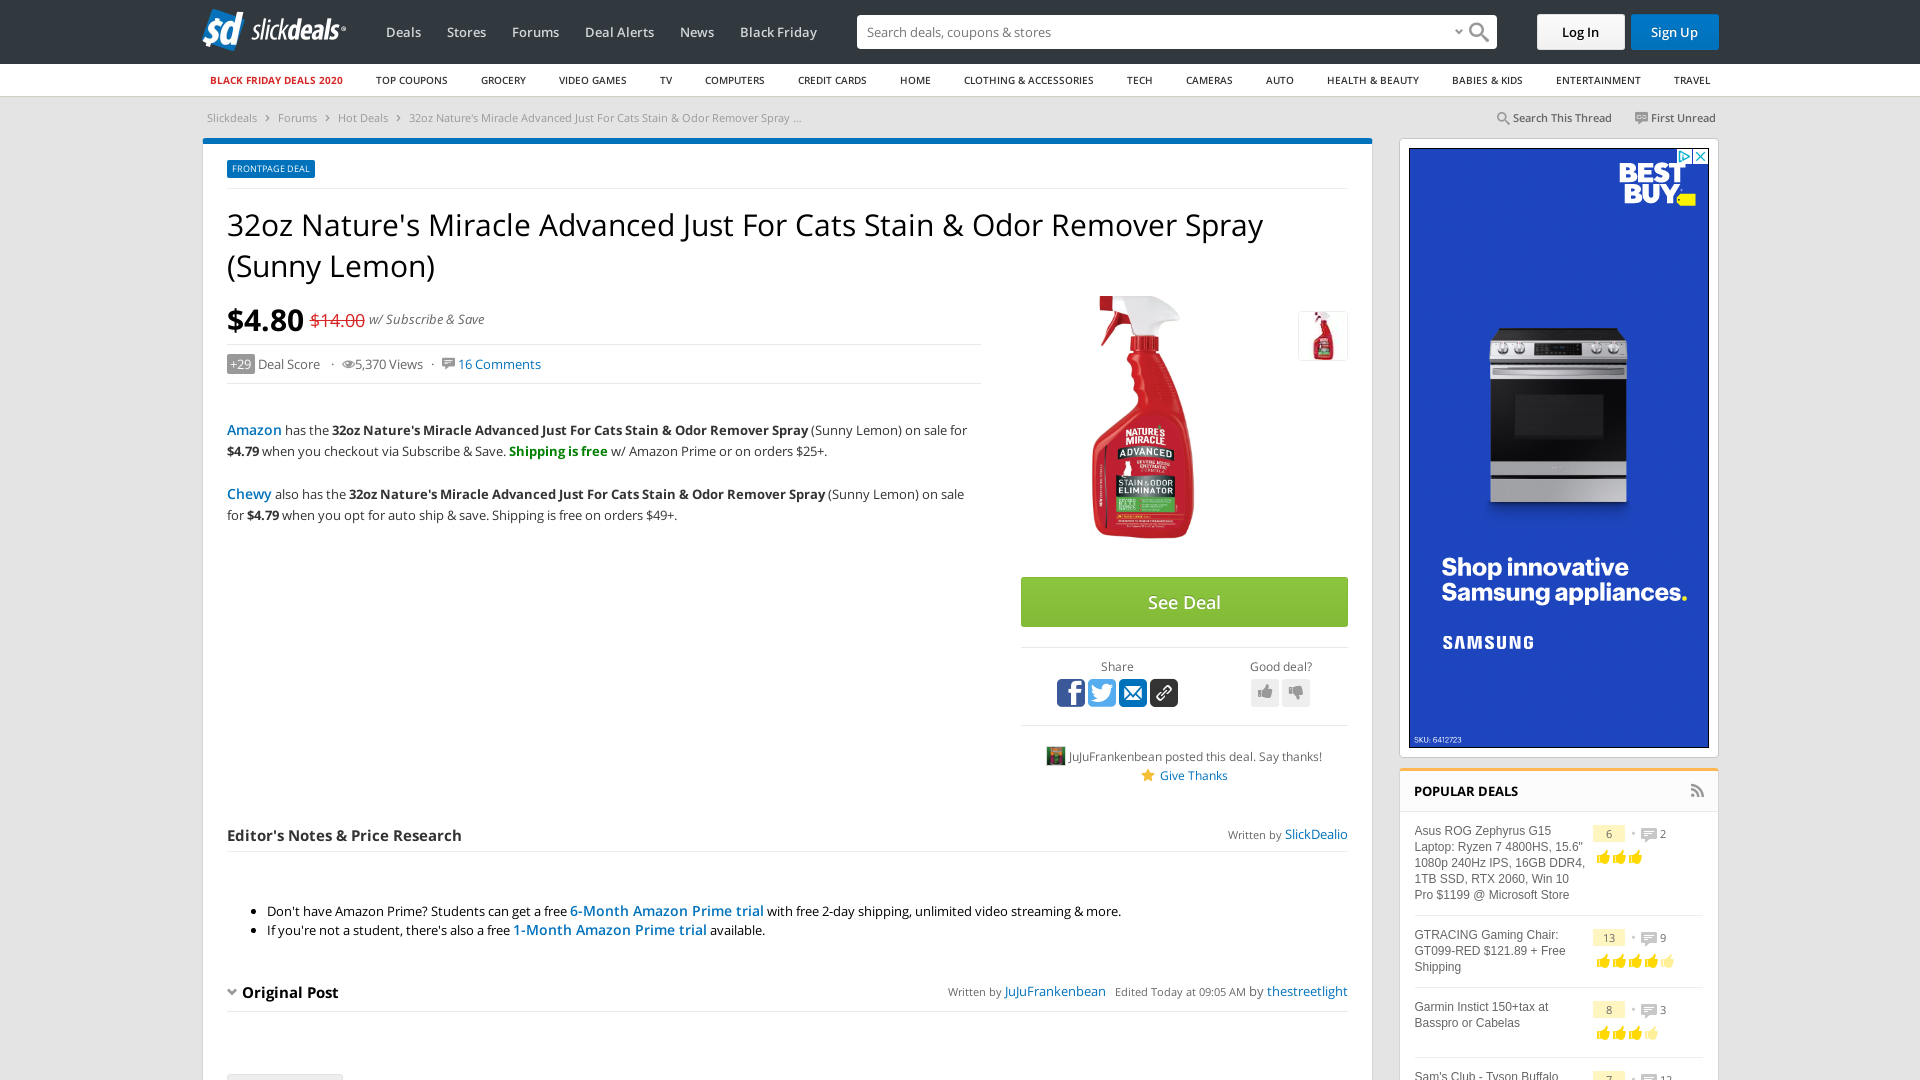 slickdeals
Deals
Stores
Forums
Deal Alerts
News
Black Friday
Search deals, coupons & stores
Log In
Sign Up
BLACK FRIDAY DEALS 2020
TOP COUPONS
GROCERY
VIDEO GAMES
TV
COMPUTERS
CREDIT CARDS
HOME
CLOTHING & ACCESSORIES
TECH
CAMERAS
AUTO
HEALTH & BEAUTY
BABIES & KIDS
ENTERTAINMENT
TRAVEL
Slickdeals > Forums > Hot Deals > 32oz Nature's Miracle Advanced Just For Cats Stain & Odor Remover Spray ...
Search This Thread
First Unread
FRONTPAGE DEAL
32oz Nature's Miracle Advanced Just For Cats Stain & Odor Remover Spray
(Sunny Lemon)
$4.80 $14.00 w/ Subscribe & Save
+29 Deal Score · 5,370 Views · 16 Comments
Amazon has the 32oz Nature's Miracle Advanced Just For Cats Stain & Odor Remover Spray (Sunny Lemon) on sale for
$4.79 when you checkout via Subscribe & Save. Shipping is free w/ Amazon Prime or on orders $25+.
Chewy also has the 32oz Nature's Miracle Advanced Just For Cats Stain & Odor Remover Spray (Sunny Lemon) on sale
for $4.79 when you opt for auto ship & save. Shipping is free on orders $49+.
NATURE'S
MIRACLE
ADVANCED
STAIN & ODOR
ELIMINATOR
See Deal
Share
Good deal?
JuJuFrankenbean posted this deal. Say thanks!
Give Thanks
Editor's Notes & Price Research
Written by SlickDealio
Don't have Amazon Prime? Students can get a free 6-Month Amazon Prime trial with free 2-day shipping, unlimited video streaming & more.
If you're not a student, there's also a free 1-Month Amazon Prime trial available.
Original Post
Written by JuJuFrankenbean Edited Today at 09:05 AM by thestreetlight
BEST
BUY
Shop innovative
Samsung appliances.
SAMSUNG
SKU: 6412723
POPULAR DEALS
Asus ROG Zephyrus G15
Laptop: Ryzen 7 4800HS, 15.6"
1080p 240Hz IPS, 16GB DDR4,
1TB SSD, RTX 2060, Win 10
Pro $1199 @ Microsoft Store
6 • 2
GTRACING Gaming Chair:
GT099-RED $121.89 + Free
Shipping
13 • 9
Garmin Instict 150+tax at
Basspro or Cabelas
8 • 3
Sam's Club - Tyson Buffalo
7 • 12